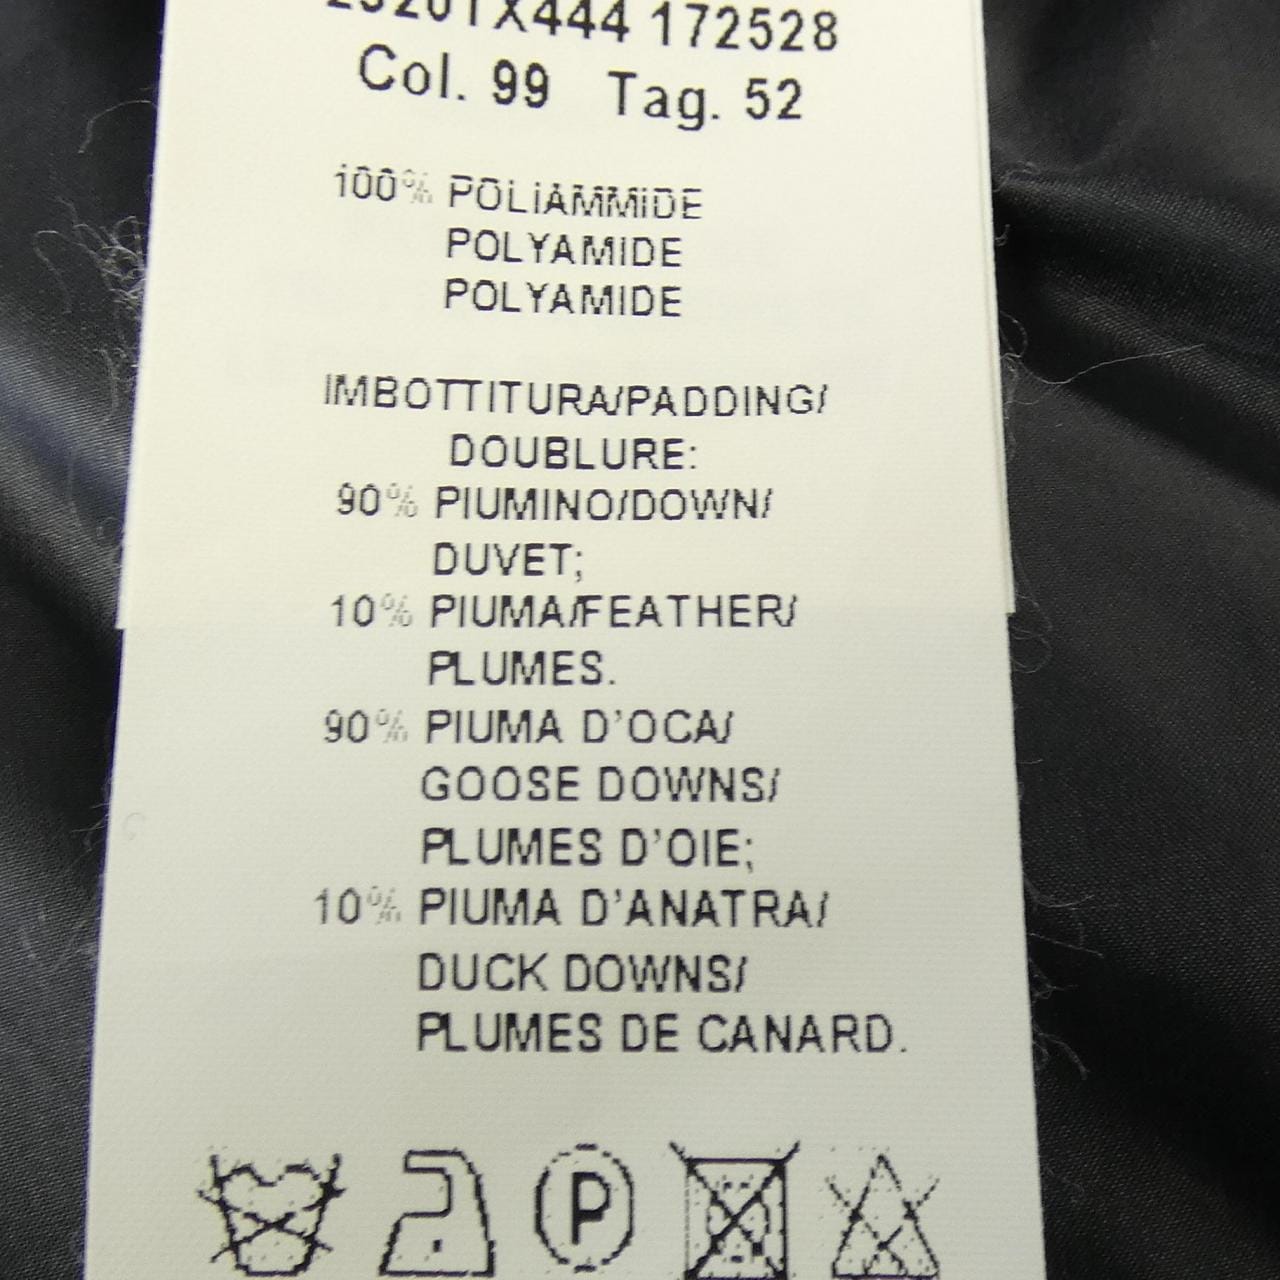 172528
Col. 99 Tag. 52
100% POLIAMMIDE
POLYAMIDE
POLYAMIDE
IMBOTTITURA/PADDING/
DOUBLURE:
90% PIUMINO/DOWN/
DUVET;
10% PIUMA/FEATHER/
PLUMES.
90% PIUMA D'OCA/
GOOSE DOWNS/
PLUMES D'OIE;
10% PIUMA D'ANATRA/
DUCK DOWNS/
PLUMES DE CANARD.
P